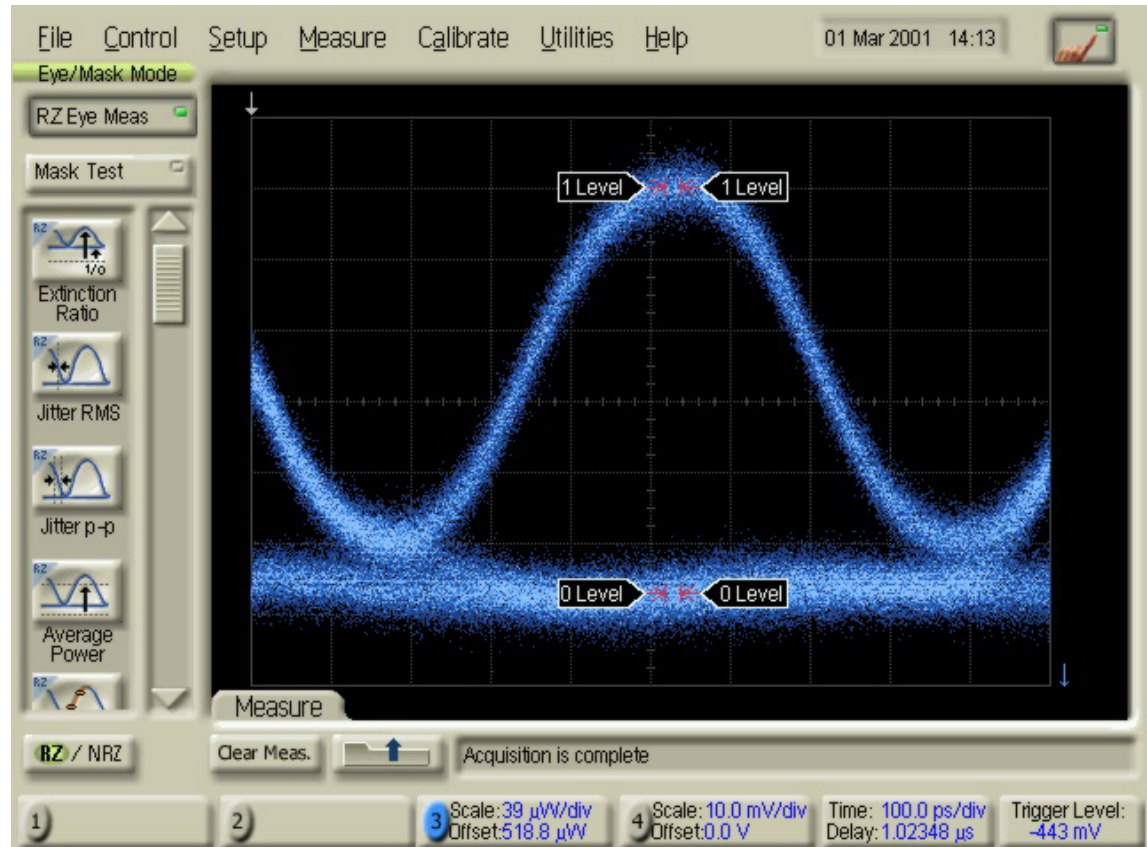 File Control Setup Measure Calibrate Utilities Help 01 Mar 2001 14:13
Eye/Mask Mode
RZ Eye Meas
Mask Test
RZ
1/0
Extinction
Ratio
RZ
Jitter RMS
RZ
Jitter p-p
RZ
Average
Power
RZ
1 Level 1 Level
0 Level 0 Level
Measure
RZ / NRZ
Clear Meas.
Acquisition is complete
1)
2)
3 Scale:39 µW/div
Offset:518.8 µW
4) Scale:10.0 mV/div
Offset:0.0 V
Time: 100.0 ps/div
Delay:1.02348 µs
Trigger Level:
-443 mV